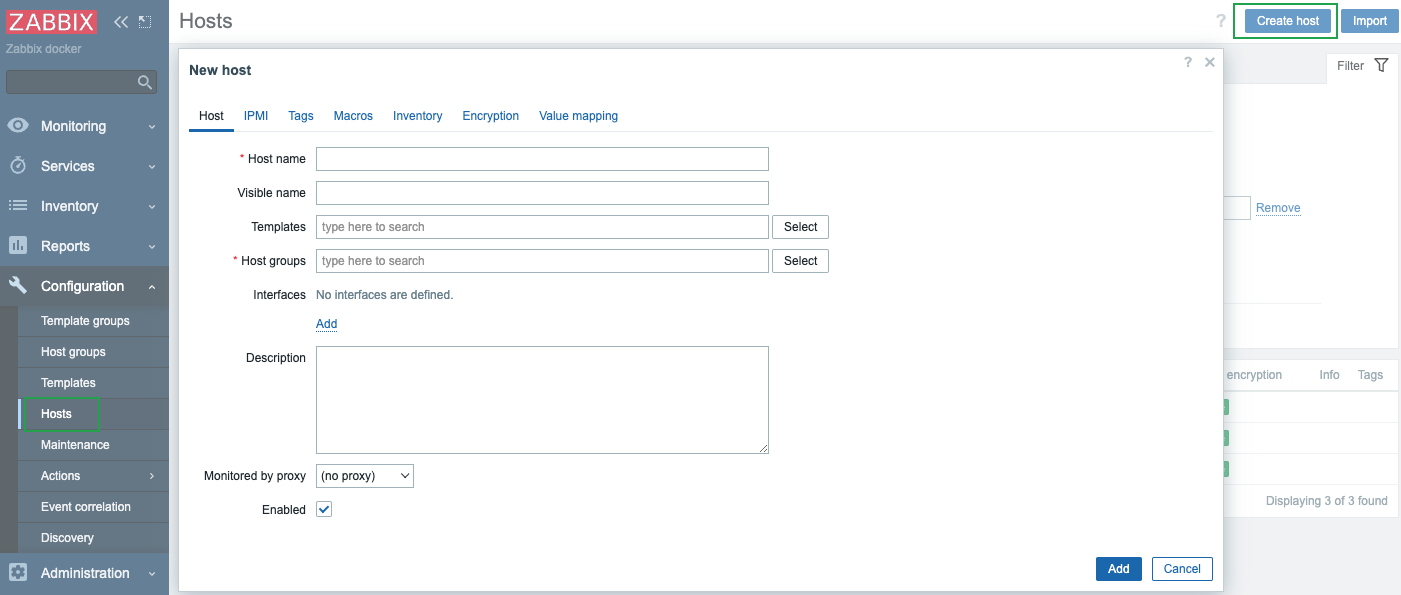 ZABBIX
Zabbix docker
Monitoring
Services
Inventory
Reports
Configuration
Template groups
Host groups
Templates
Hosts
Maintenance
Actions
Event correlation
Discovery
Administration
Hosts
? Create host Import
Filter
New host
?
Host IPMI Tags Macros Inventory Encryption Value mapping
* Host name
Visible name
Templates type here to search Select
* Host groups type here to search Select
Interfaces No interfaces are defined.
Add
Description
Monitored by proxy (no proxy)
Enabled
Add Cancel
Remove
encryption Info Tags
Displaying 3 of 3 found